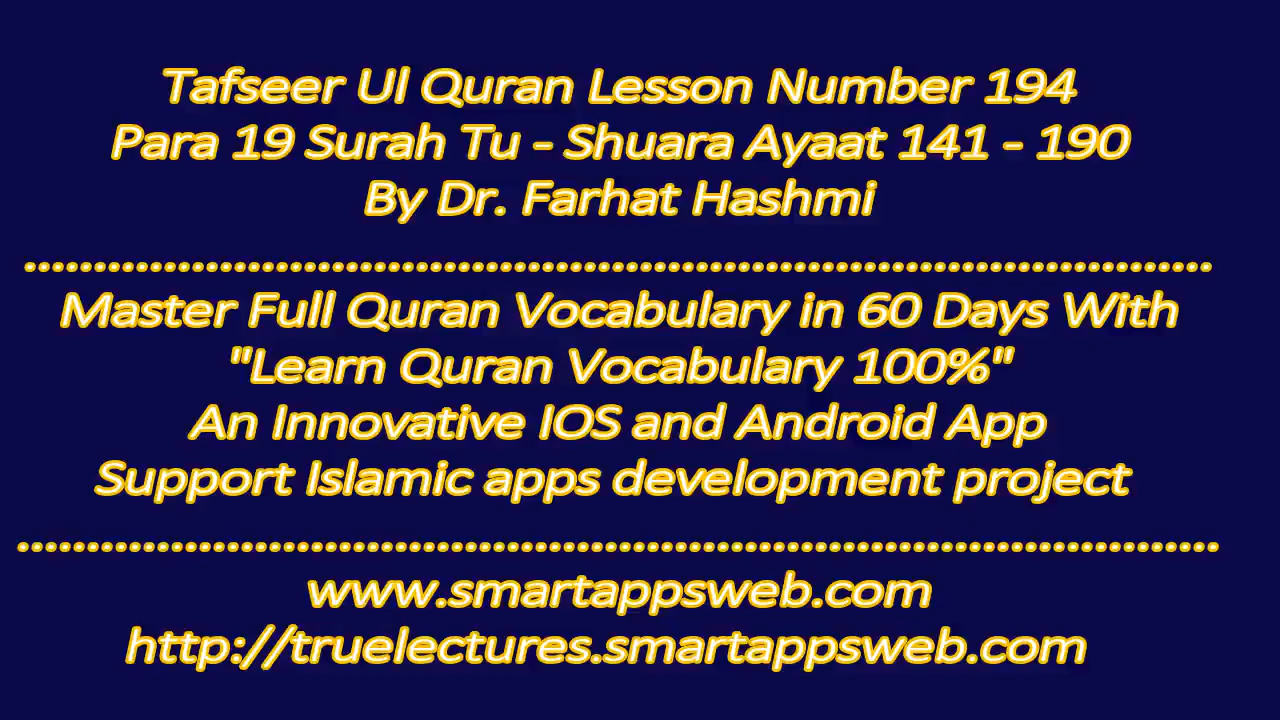 Tafseer Ul Quran Lesson Number 194
Para 19 Surah Tu - Shuara Ayaat 141 - 190
By Dr. Farhat Hashmi
Master Full Quran Vocabulary in 60 Days With
"Learn Quran Vocabulary 100%"
An Innovative IOS and Android App
Support Islamic apps development project
www.smartappsweb.com
http://truelectures.smartappsweb.com